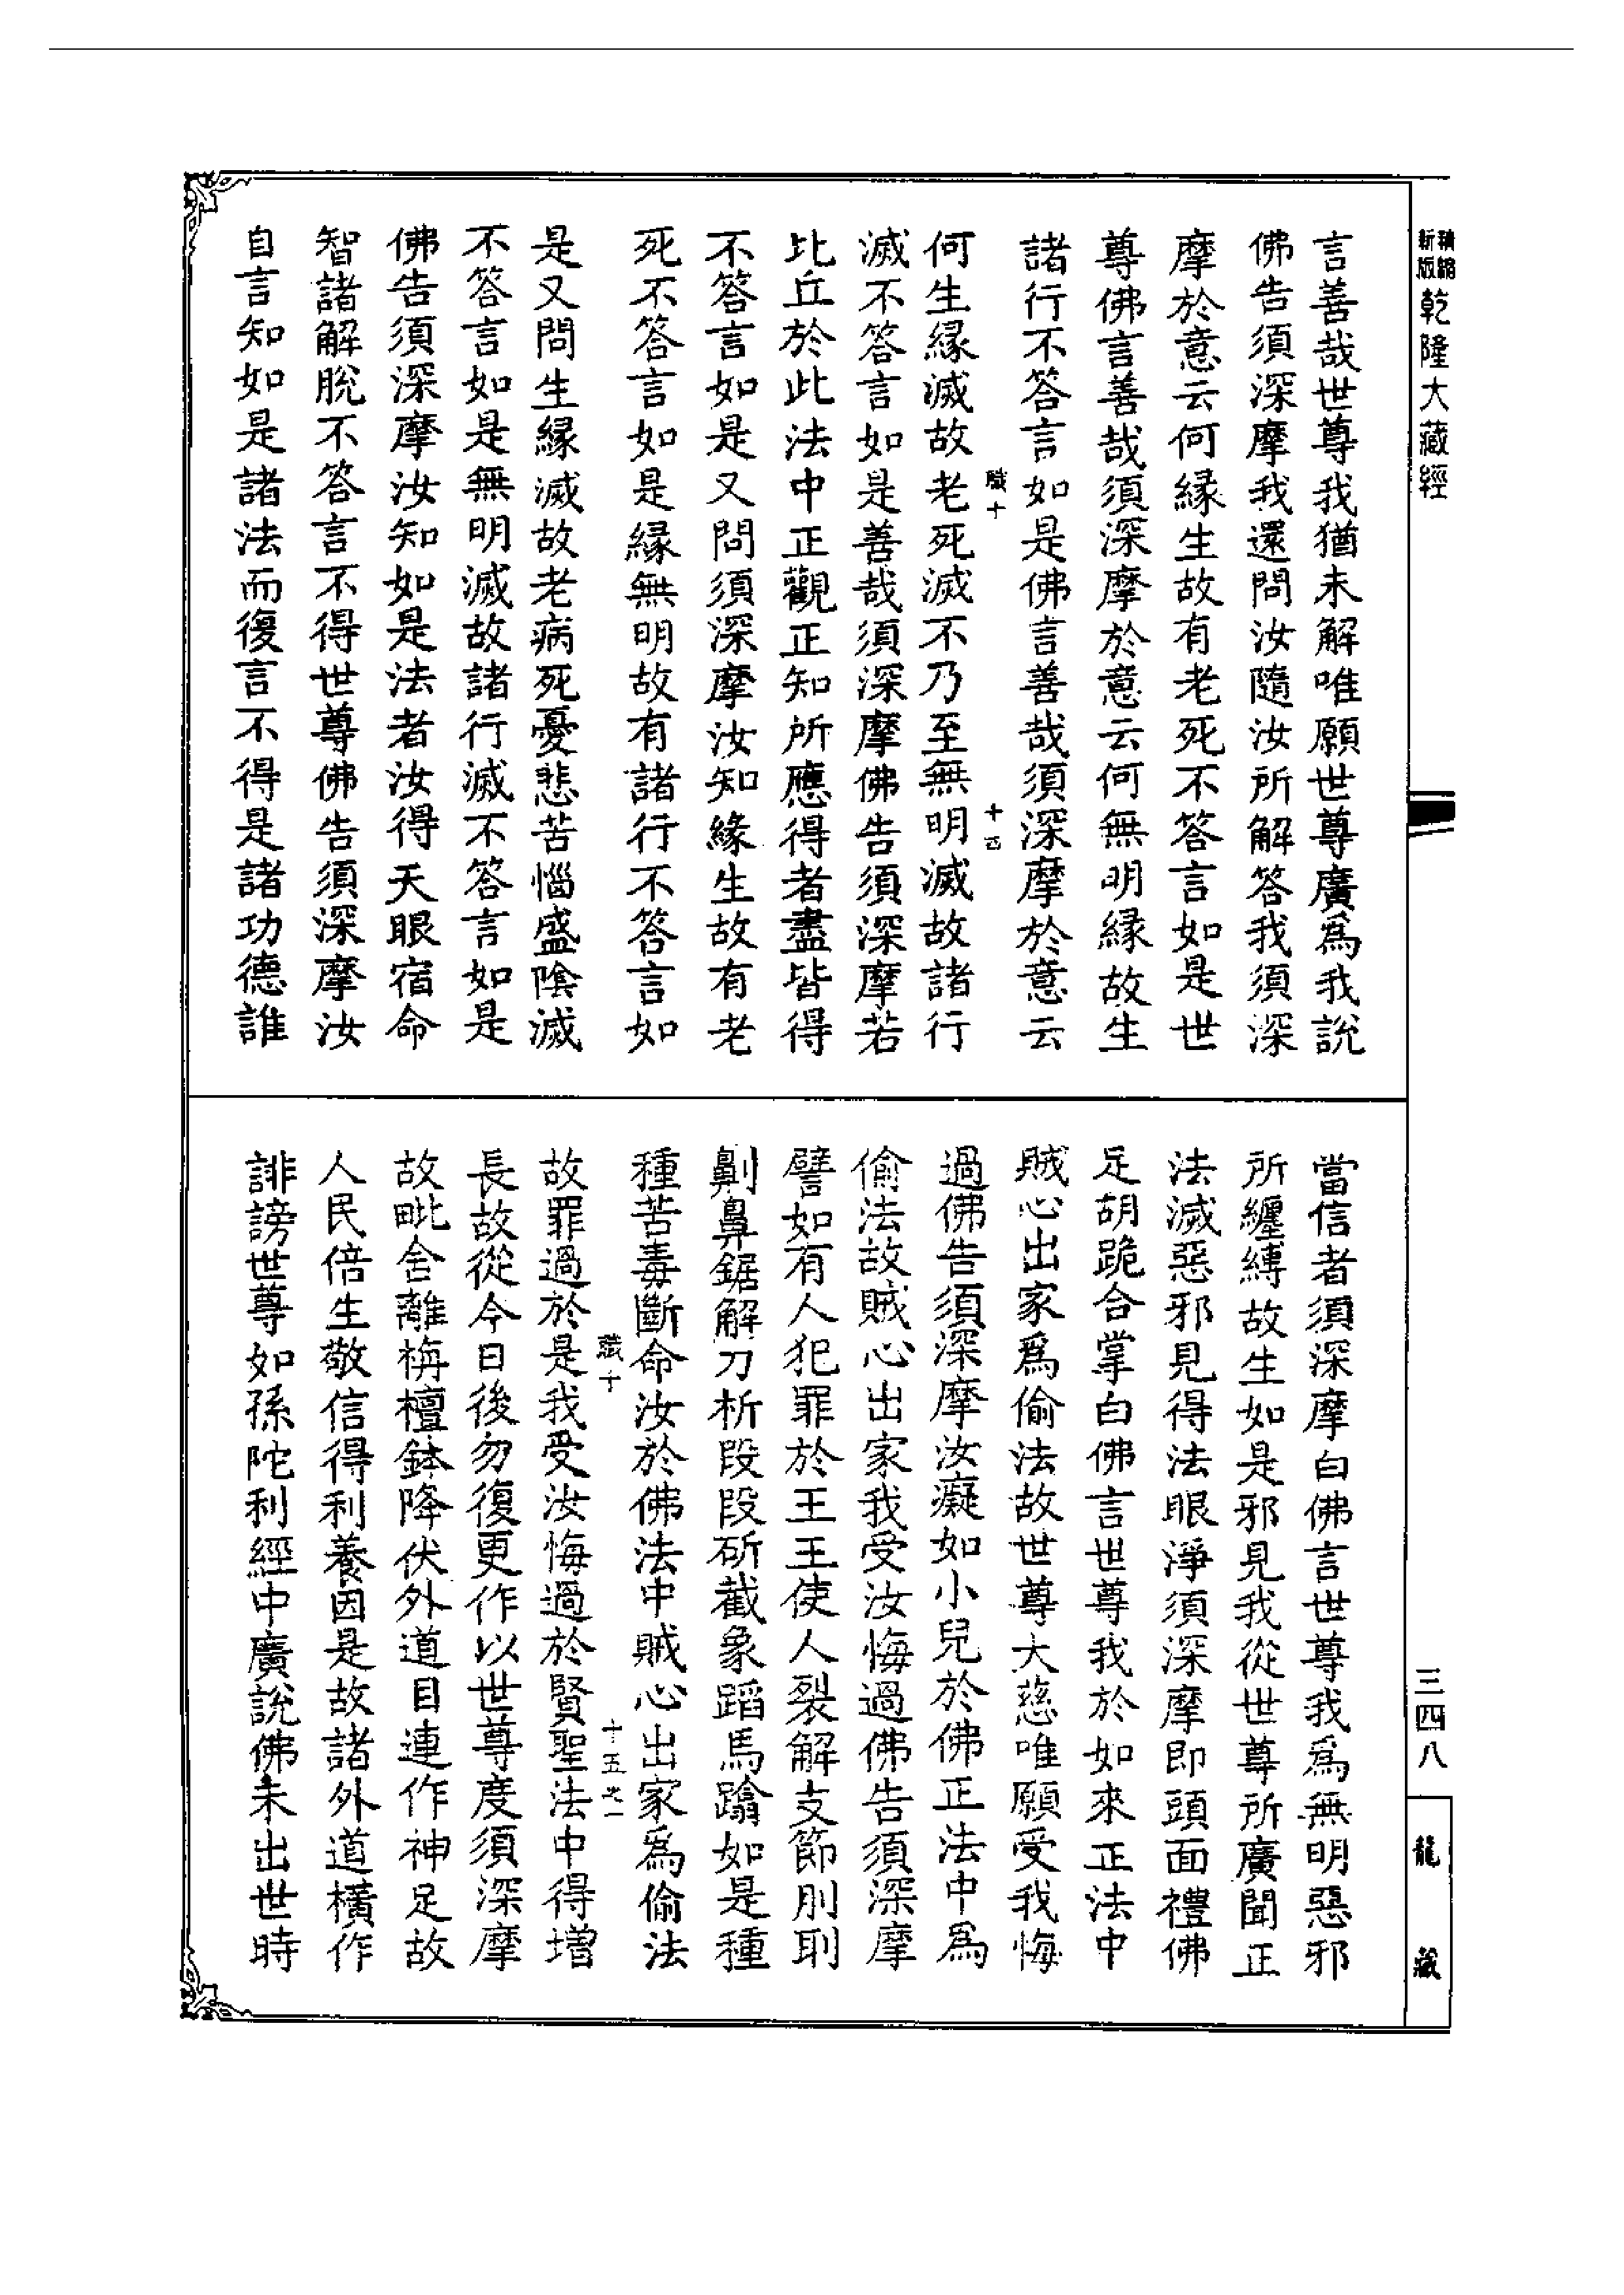 精縮
新版
乾隆大藏經
言善哉世尊我猶未解唯願世尊廣爲我說
佛告須深摩我還問汝隨汝所解答我須深
摩於意云何緣生故有老死不答言如是世
尊佛言善哉須深摩於意云何無明緣故生
諸行不答言如是佛言善哉須深摩於意云
職十
十四
何生緣滅故老死滅不乃至無明滅故諸行
滅不答言如是善哉須深摩佛告須深摩若
比丘於此法中正觀正知所應得者盡皆得
不答言如是又問須深摩汝知緣生故有老
死不答言如是緣無明故有諸行不答言如
是又問生緣滅故老病死憂悲苦惱盛陰滅
不答言如是無明滅故諸行滅不答言如是
佛告須深摩汝知如是法者汝得天眼宿命
智諸解脫不答言不得世尊佛告須深摩汝
自言知如是諸法而復言不得是諸功德誰
當信者須深摩白佛言世尊我爲無明惡邪
所纏縛故生如是邪見我從世尊所廣聞正
法滅惡邪見得法眼淨須深摩即頭面禮佛
足胡跪合掌白佛言世尊我於如來正法中
賊心出家爲偷法故世尊大慈唯願受我悔
過佛告須深摩汝癡如小兒於佛正法中爲
偷法故賊心出家我受汝悔過佛告須深摩
譬如有人犯罪於王王使人裂解支節刖刵
劓鼻鋸解刀析段段斫截象蹈馬蹹如是種
種苦毒斷命汝於佛法中賊心出家爲偷法
職十
十五之一
故罪過於是我受汝悔過於賢聖法中得增
長故從今日後勿復更作以世尊度須深摩
故毗舍離栴檀鉢降伏外道目連作神足故
人民倍生敬信得利養因是故諸外道橫作
誹謗世尊如孫陀利經中廣說佛未出世時
三四八
龍藏